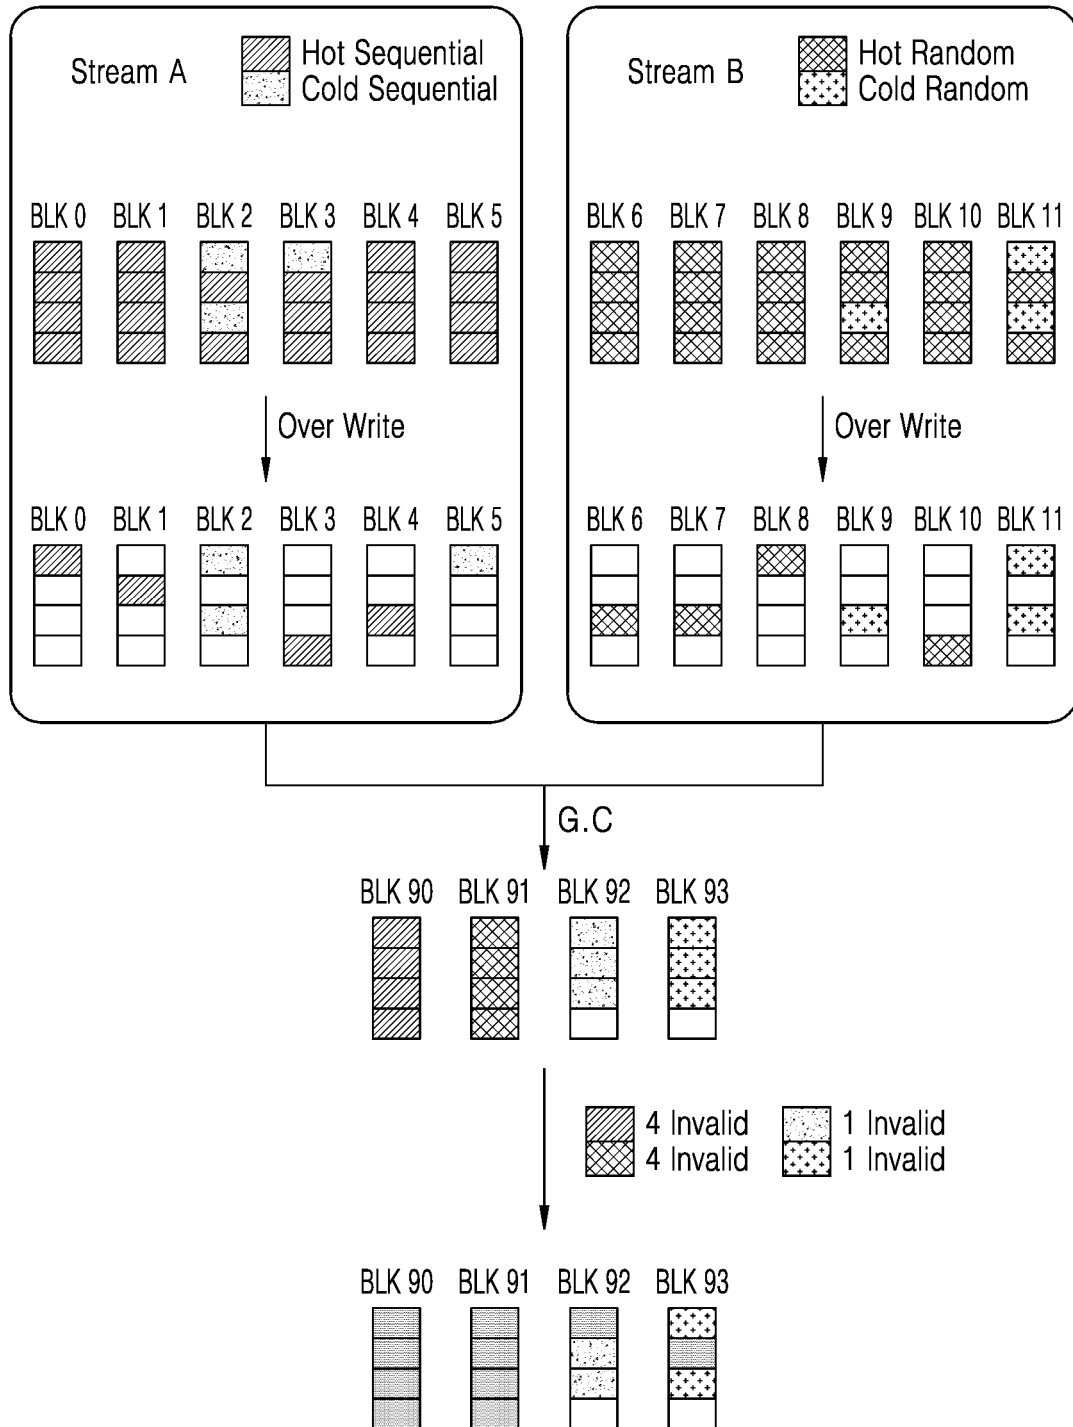 Stream A
Hot Sequential
Cold Sequential
Stream B
Hot Random
Cold Random
BLK 0 BLK 1 BLK 2 BLK 3 BLK 4 BLK 5
BLK 6 BLK 7 BLK 8 BLK 9 BLK 10 BLK 11
Over Write
Over Write
BLK 0 BLK 1 BLK 2 BLK 3 BLK 4 BLK 5
BLK 6 BLK 7 BLK 8 BLK 9 BLK 10 BLK 11
G.C
BLK 90 BLK 91 BLK 92 BLK 93
4 Invalid 1 Invalid
4 Invalid 1 Invalid
BLK 90 BLK 91 BLK 92 BLK 93